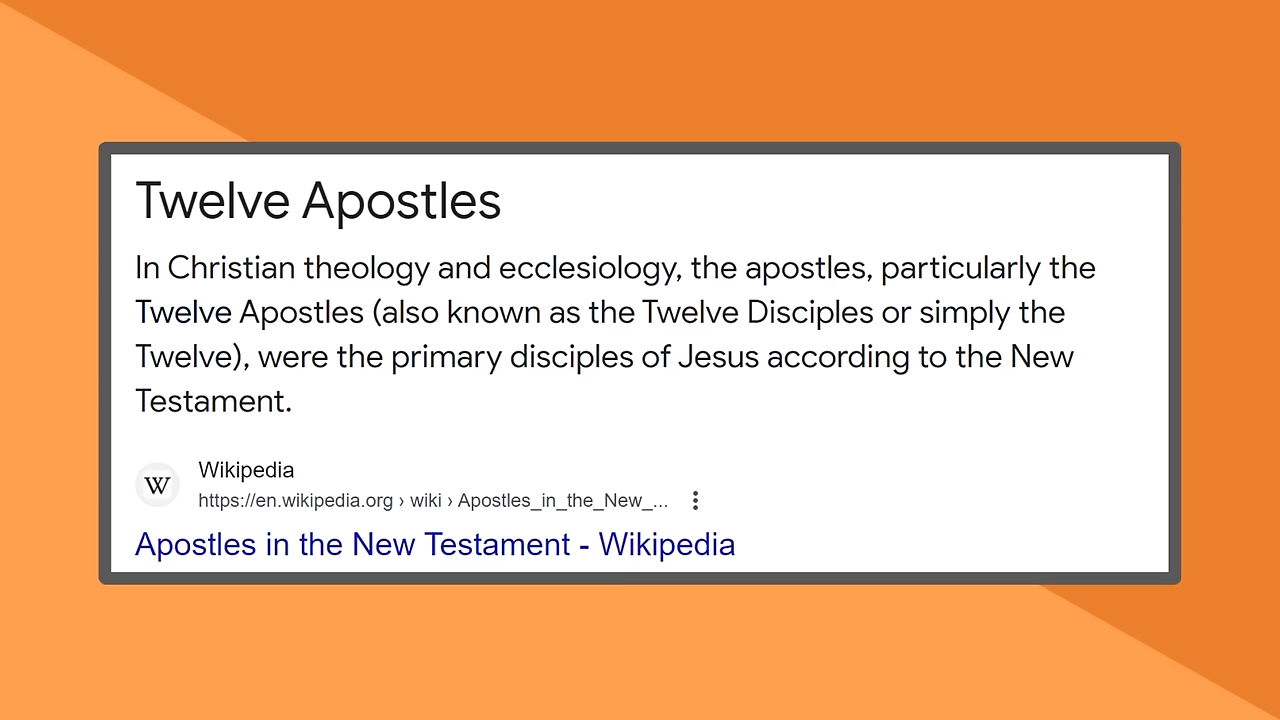 Twelve Apostles
In Christian theology and ecclesiology, the apostles, particularly the
Twelve Apostles (also known as the Twelve Disciples or simply the
Twelve), were the primary disciples of Jesus according to the New
Testament.
W
Wikipedia
https://en.wikipedia.org › wiki › Apostles_in_the_New_...
Apostles in the New Testament - Wikipedia